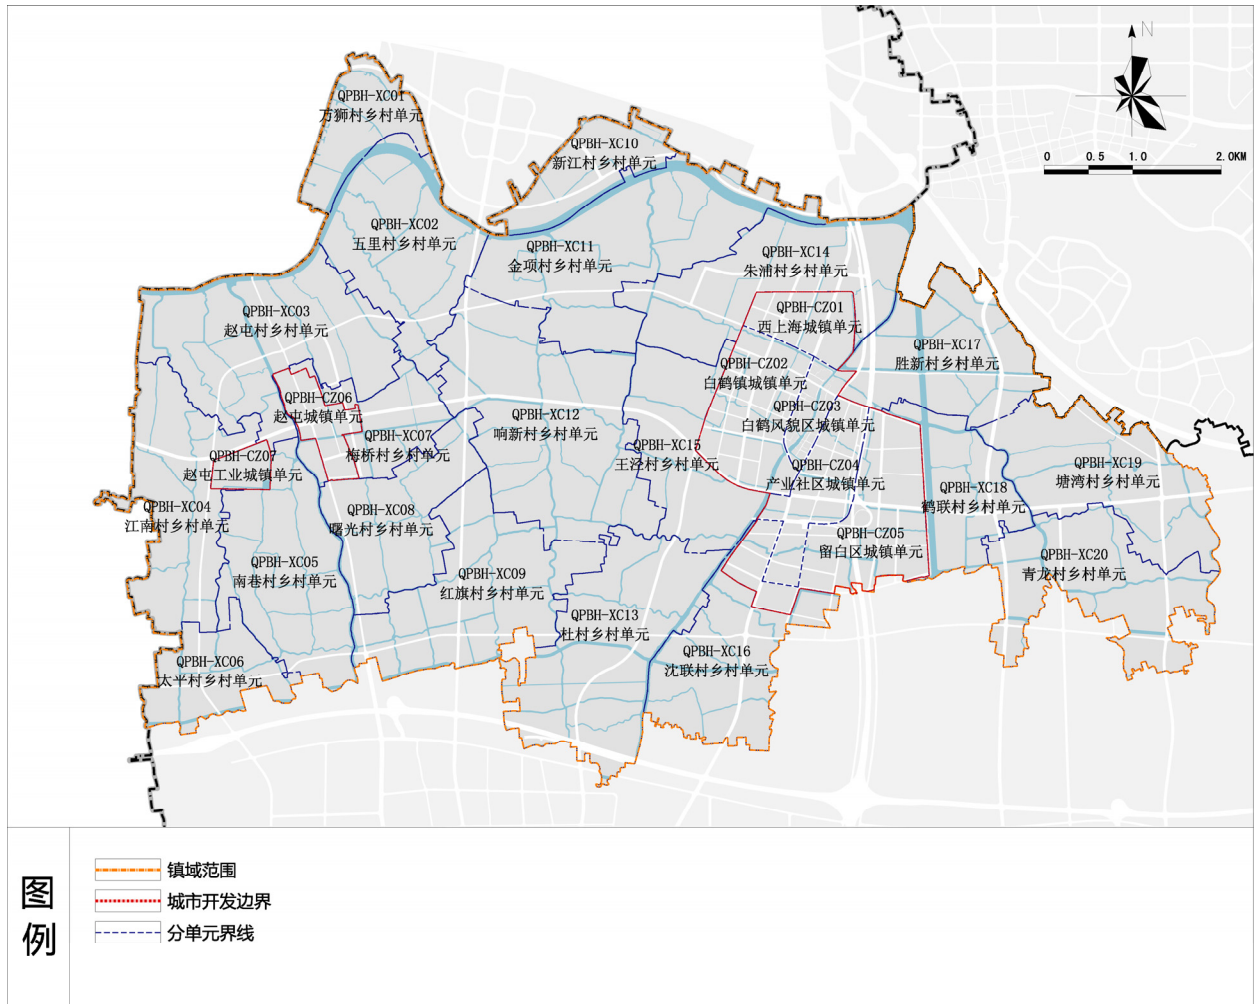 N
0 0.5 1.0 2.0KM
QPBH-XC01
万狮村乡村单元
QPBH-XC10
新江村乡村单元
QPBH-XC02
五里村乡村单元
QPBH-XC11
金项村乡村单元
QPBH-XC14
朱浦村乡村单元
QPBH-XC03
赵屯村乡村单元
QPBH-CZ01
西上海城镇单元
QPBH-XC17
胜新村乡村单元
QPBH-CZ02
白鹤镇城镇单元
QPBH-CZ06
赵屯城镇单元
QPBH-CZ03
白鹤风貌区城镇单元
QPBH-XC12
响新村乡村单元
QPBH-XC07
梅桥村乡村单元
QPBH-XC15
王泾村乡村单元
QPBH-CZ07
赵屯工业城镇单元
QPBH-CZ04
产业社区城镇单元
QPBH-XC19
塘湾村乡村单元
QPBH-XC18
鹤联村乡村单元
QPBH-XC04
江南村乡村单元
QPBH-XC08
曙光村乡村单元
QPBH-CZ05
留白区城镇单元
QPBH-XC20
青龙村乡村单元
QPBH-XC05
南巷村乡村单元
QPBH-XC09
红旗村乡村单元
QPBH-XC13
杜村乡村单元
QPBH-XC16
沈联村乡村单元
QPBH-XC06
太平村乡村单元
图例
镇域范围
城市开发边界
分单元界线